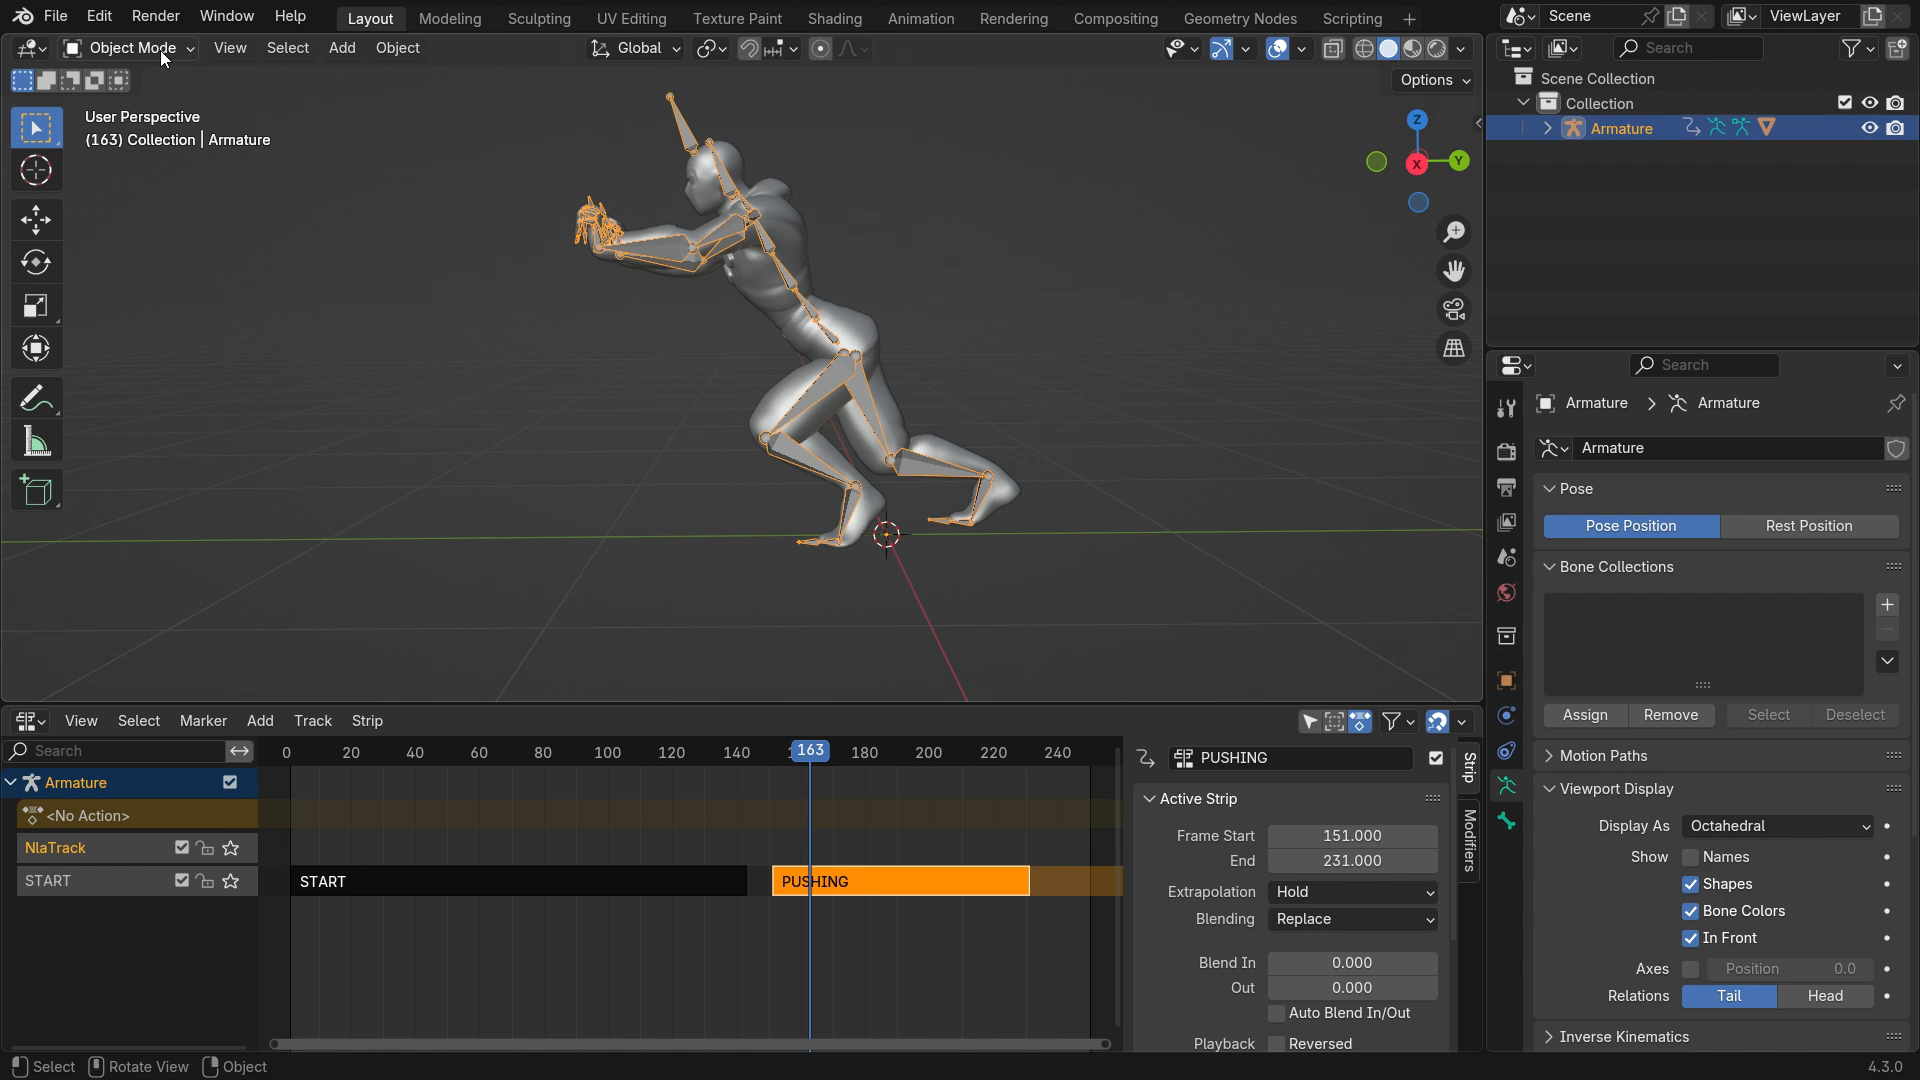 File Edit Render Window Help Layout Modeling Sculpting UV Editing Texture Paint Shading Animation Rendering Compositing Geometry Nodes Scripting + Scene ViewLayer
Object Mode View Select Add Object Global Search
Options
Scene Collection
Collection
Armature
User Perspective
(163) Collection | Armature
Z
X
Y
Search
Armature > Armature
Armature
Pose
Pose Position Rest Position
Bone Collections
Assign Remove Select Deselect
Motion Paths
Viewport Display
Display As Octahedral
Show Names
Shapes
Bone Colors
In Front
Axes Position 0.0
Relations Tail Head
Inverse Kinematics
View Select Marker Add Track Strip
Search
0 20 40 60 80 100 120 140 163 180 200 220 240
Armature
<No Action>
NlaTrack
START
START PUSHING
PUSHING
Strip
Modifiers
Active Strip
Frame Start 151.000
End 231.000
Extrapolation Hold
Blending Replace
Blend In 0.000
Out 0.000
Auto Blend In/Out
Playback Reversed
Select Rotate View Object 4.3.0